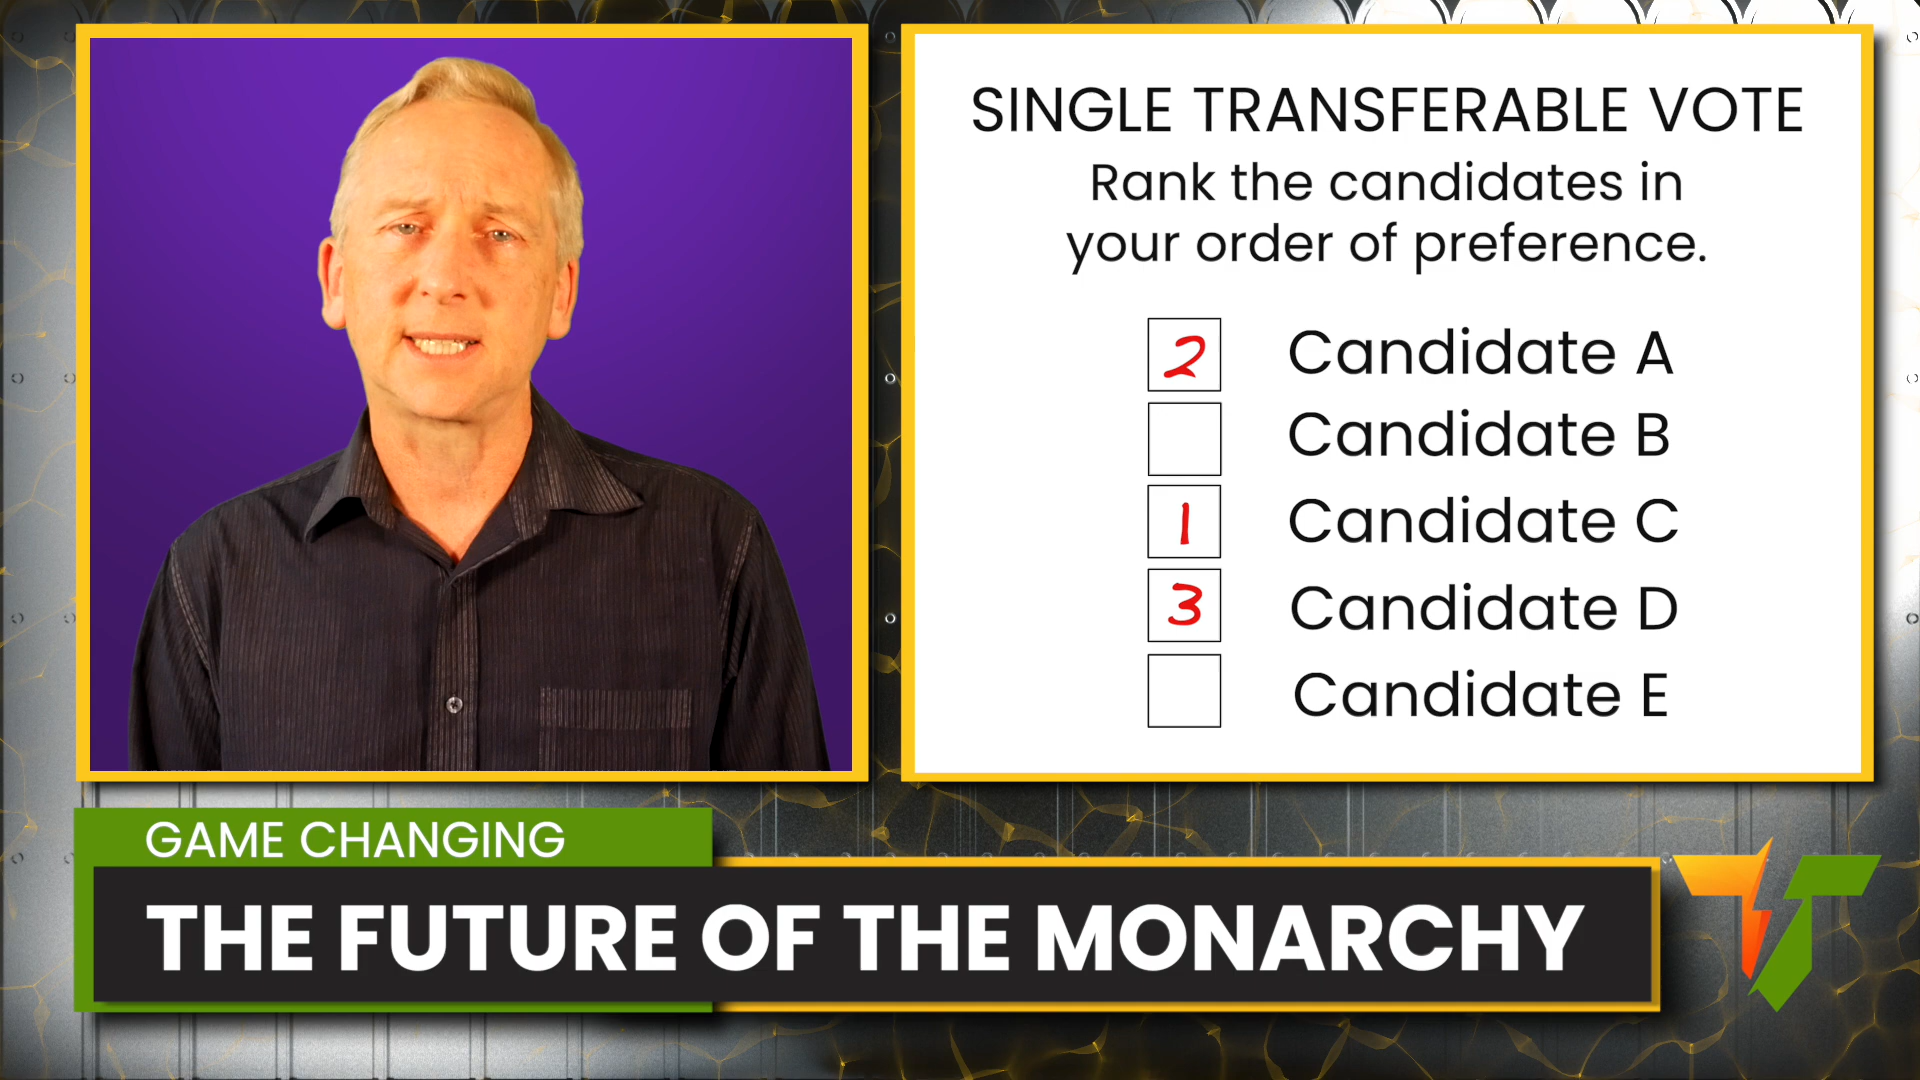 SINGLE TRANSFERABLE VOTE
Rank the candidates in
your order of preference.
2 Candidate A
Candidate B
1 Candidate C
3 Candidate D
Candidate E
GAME CHANGING
THE FUTURE OF THE MONARCHY